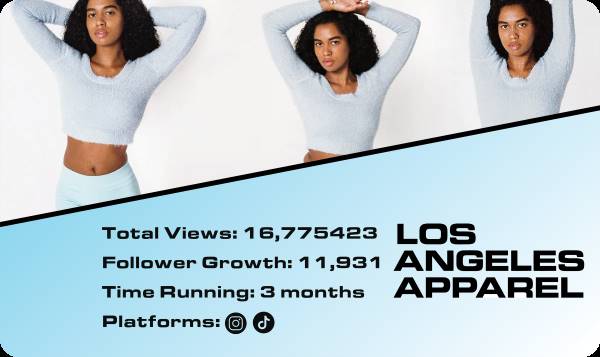 Total Views: 16,775423
Follower Growth: 11,931
Time Running: 3 months
Platforms:
LOS
ANGELES
APPAREL